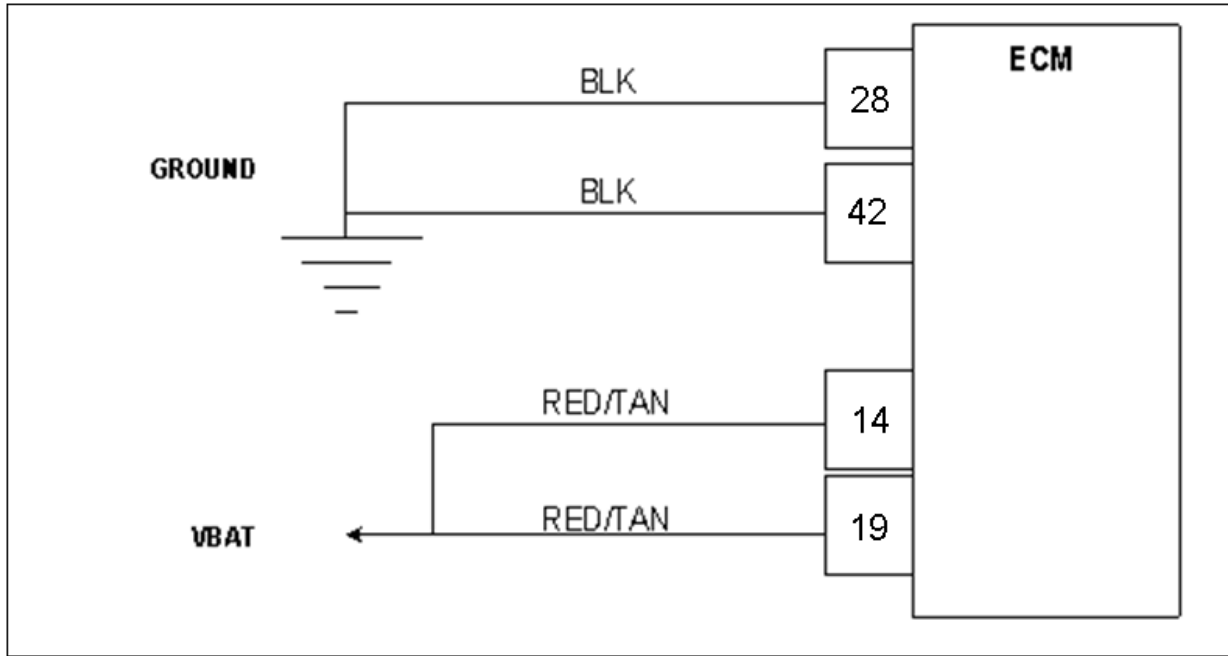 ECM
BLK
28
GROUND
BLK
42
RED/TAN
14
VBAT
RED/TAN
19